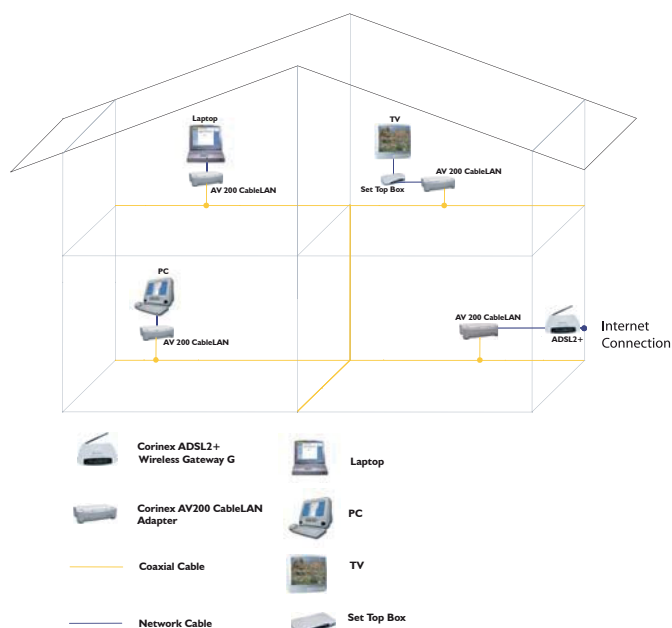 Laptop
TV
AV 200 CableLAN
Set Top Box
AV 200 CableLAN
PC
AV 200 CableLAN
AV 200 CableLAN
ADSL2+
Internet
Connection
Corinex ADSL2+
Wireless Gateway G
Laptop
Corinex AV200 CableLAN
Adapter
PC
Coaxial Cable
TV
Network Cable
Set Top Box